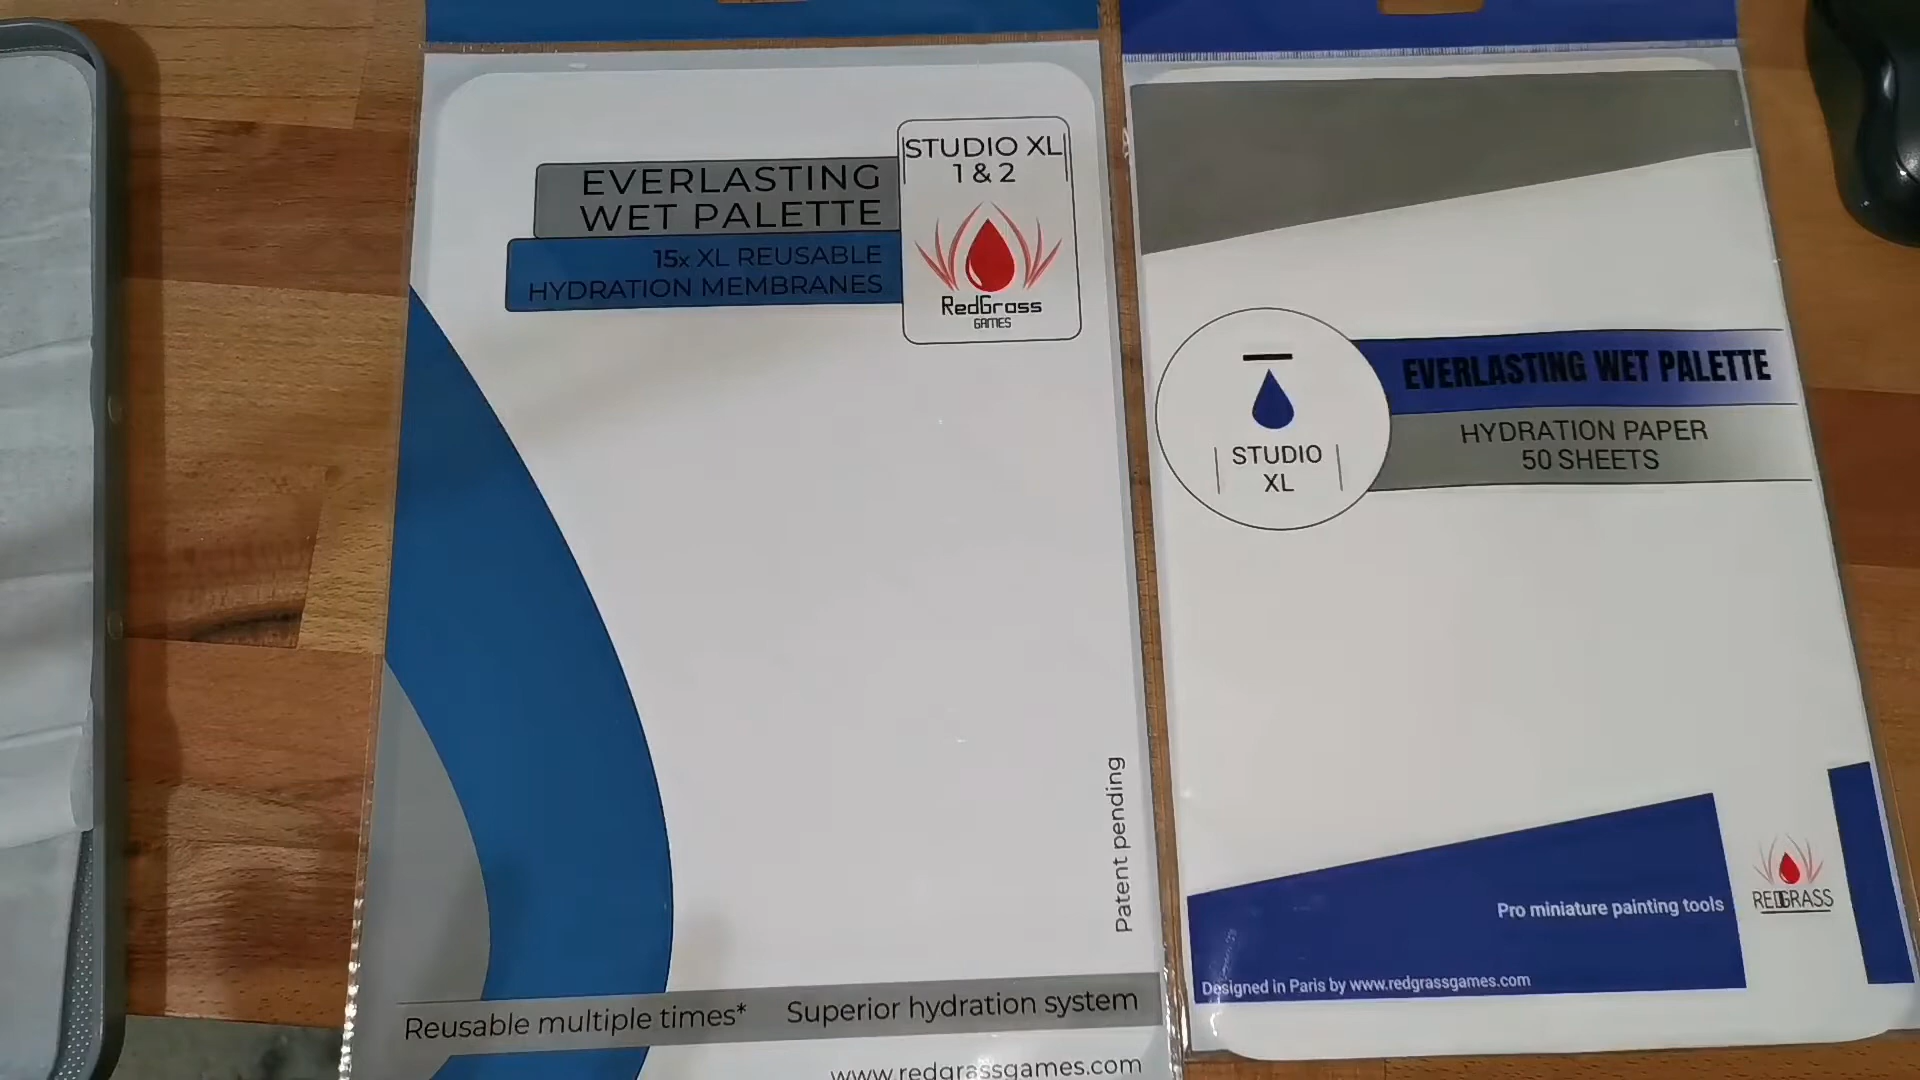 STUDIO XL
1 & 2
EVERLASTING
WET PALETTE
15x XL REUSABLE
HYDRATION MEMBRANES
RedGrass
GAMES
Patent pending
Reusable multiple times*
Superior hydration system
www.redgrassgames.com
STUDIO
XL
EVERLASTING WET PALETTE
HYDRATION PAPER
50 SHEETS
Pro miniature painting tools
REDGRASS
Designed in Paris by www.redgrassgames.com